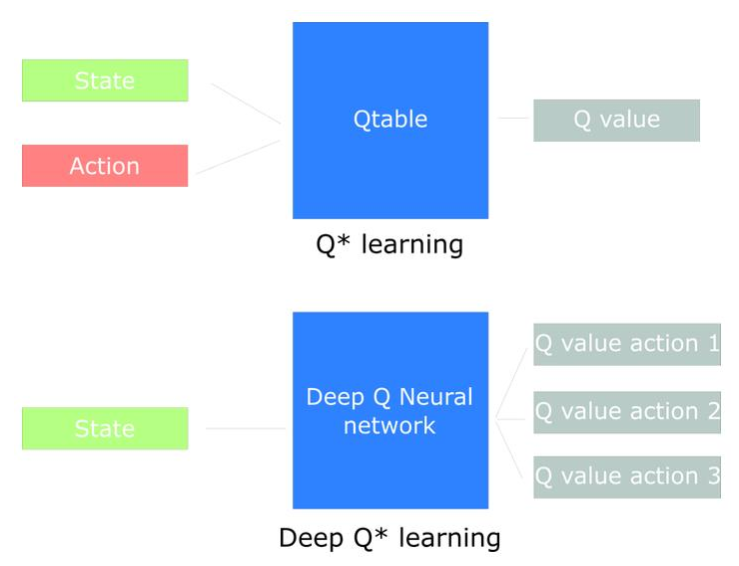 State
Action
Qtable
Q value
Q* learning
State
Deep Q Neural
network
Q value action 1
Q value action 2
Q value action 3
Deep Q* learning